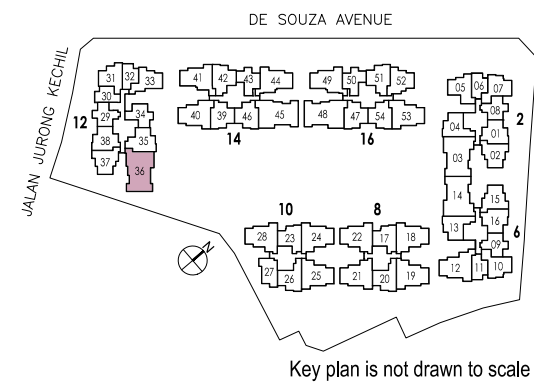 DE SOUZA AVENUE
JALAN JURONG KECHIL
31 32 33
30
29
38
37
34
35
36
12
41 42 43 44
40 39 46 45
14
49 50 51 52
48 47 54 53
16
05 06 07
08
04 01
03 02
2
14 15
13 16
09
12 11 10
6
10
28 23 24
27 26 25
8
22 17 18
21 20 19
N
Key plan is not drawn to scale